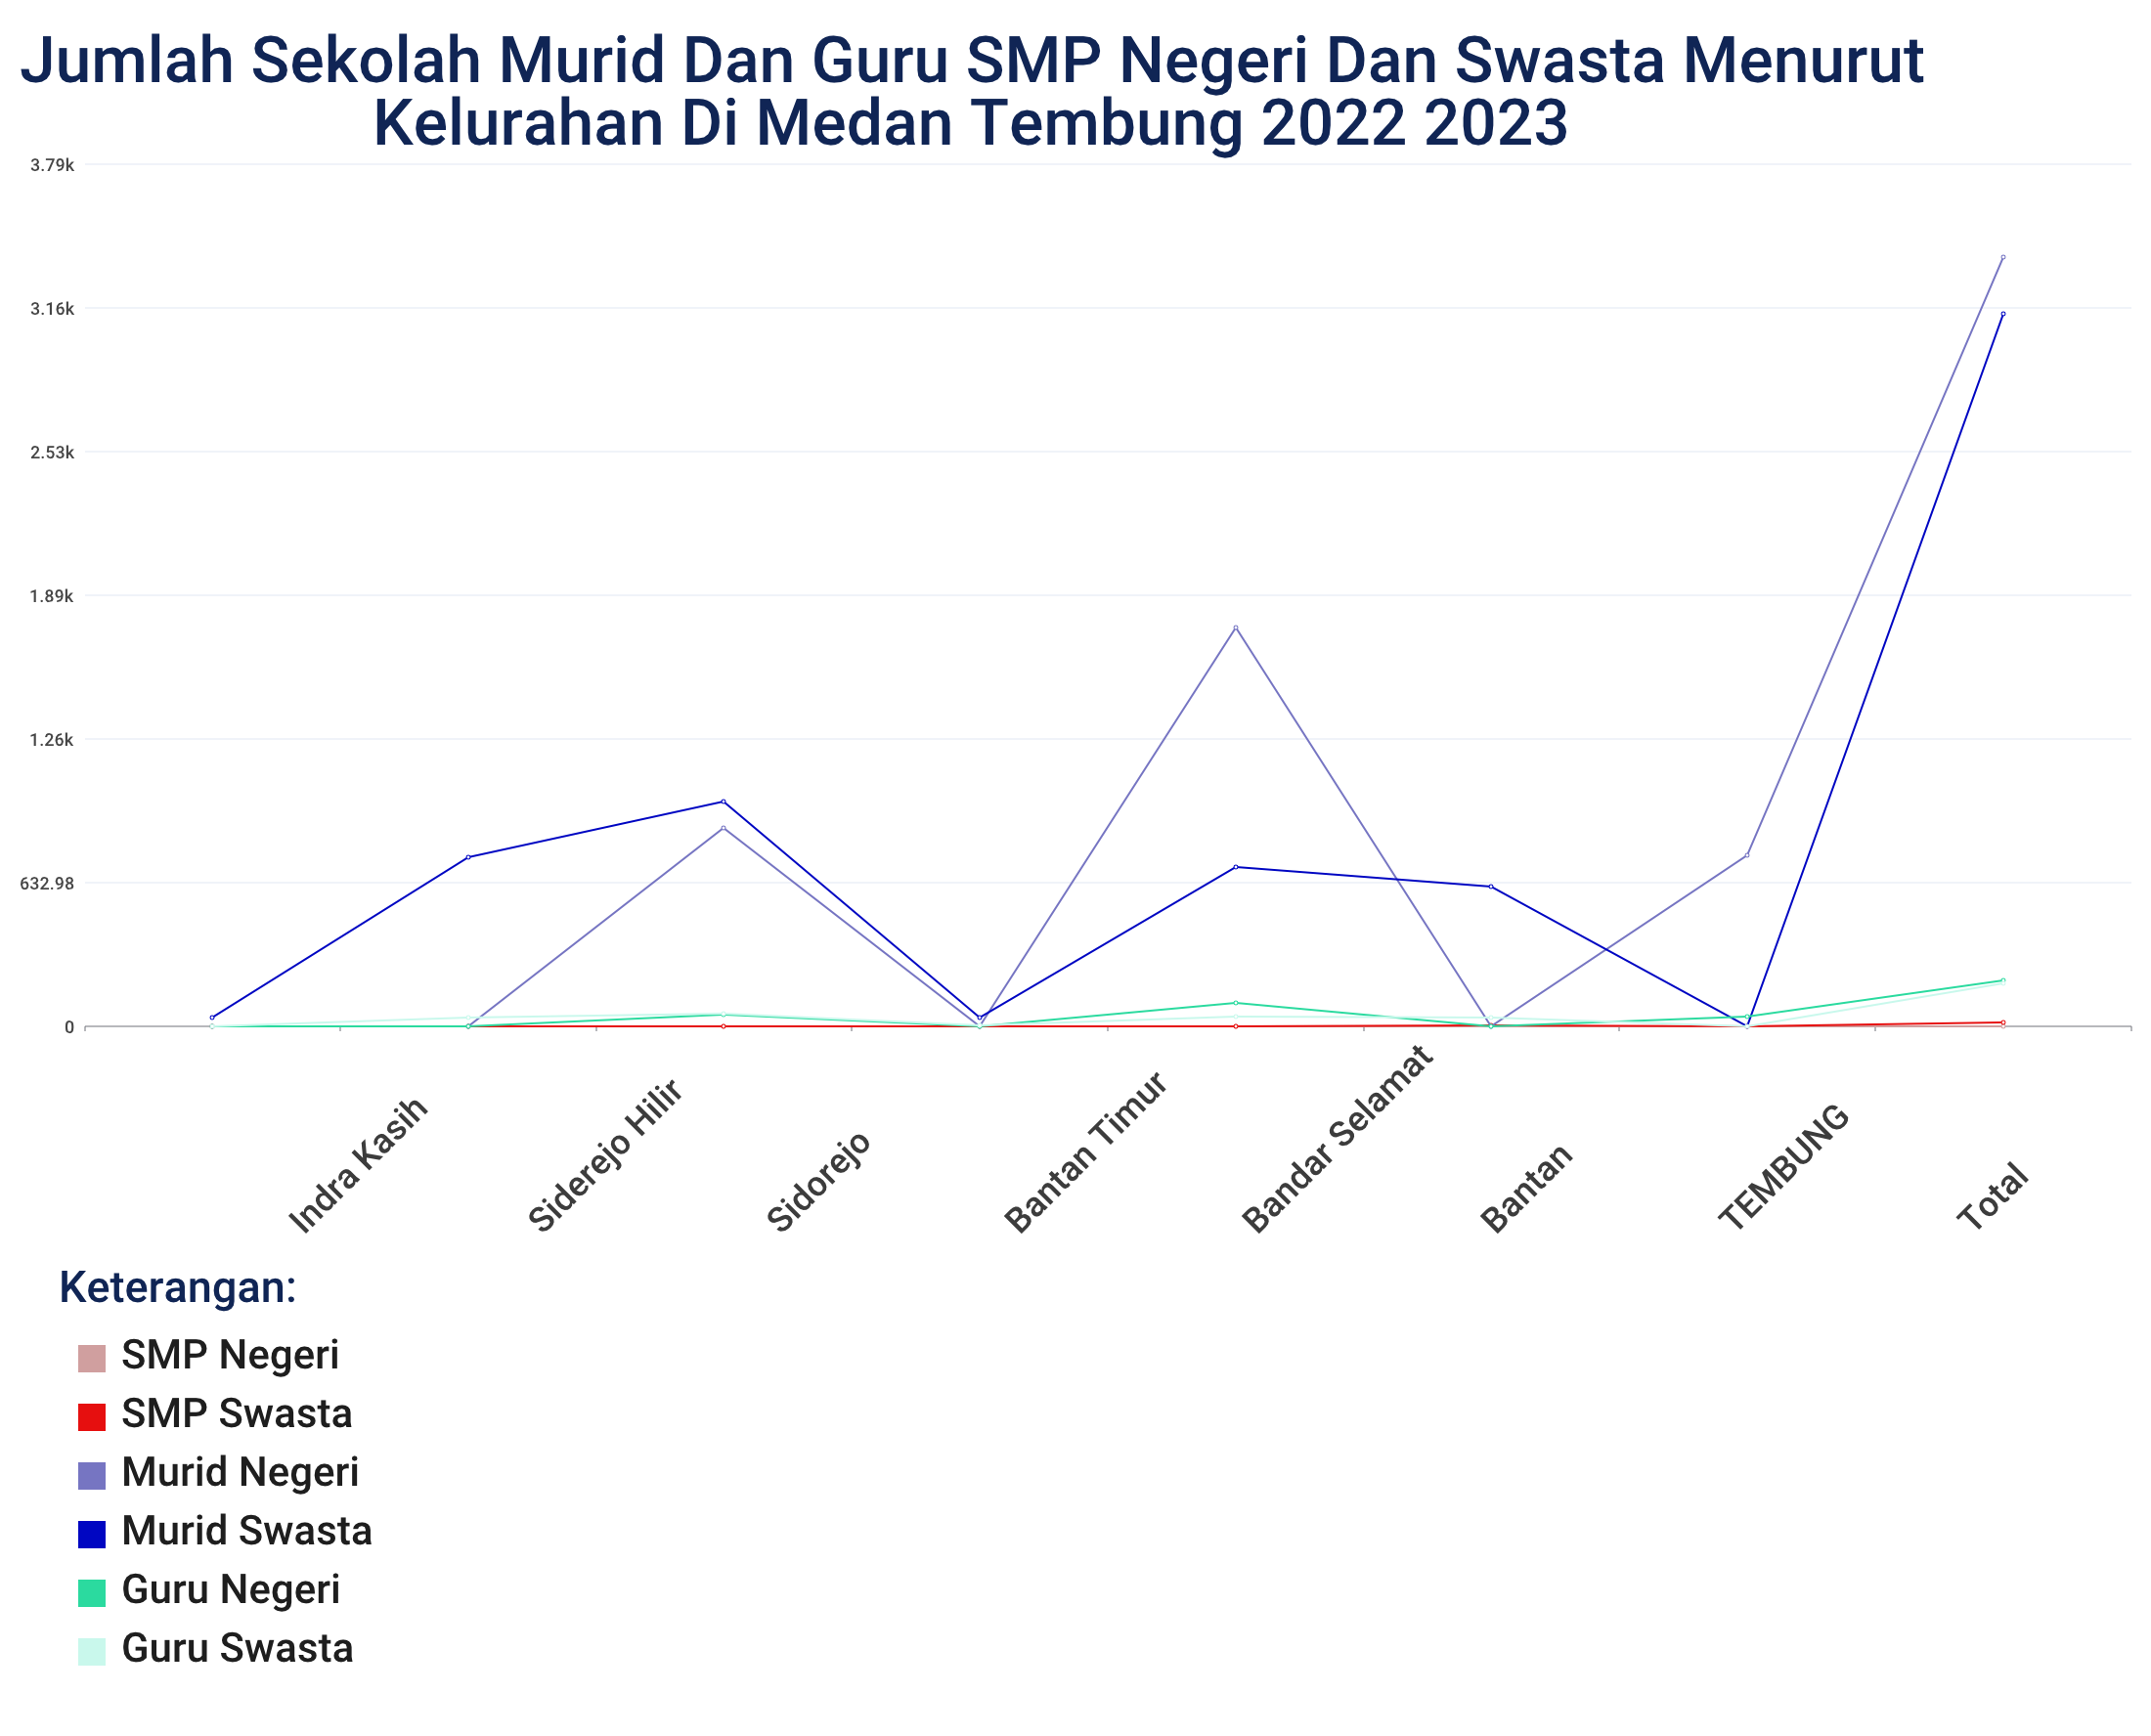 Jumlah Sekolah Murid Dan Guru SMP Negeri Dan Swasta Menurut
Kelurahan Di Medan Tembung 2022 2023
3.79k
3.16k
2.53k
1.89k
1.26k
632.98
0
Indra Kasih
Siderejo Hilir
Sidorejo
Bantan Timur
Bandar Selamat
Bantan
TEMBUNG
Total
Keterangan:
SMP Negeri
SMP Swasta
Murid Negeri
Murid Swasta
Guru Negeri
Guru Swasta